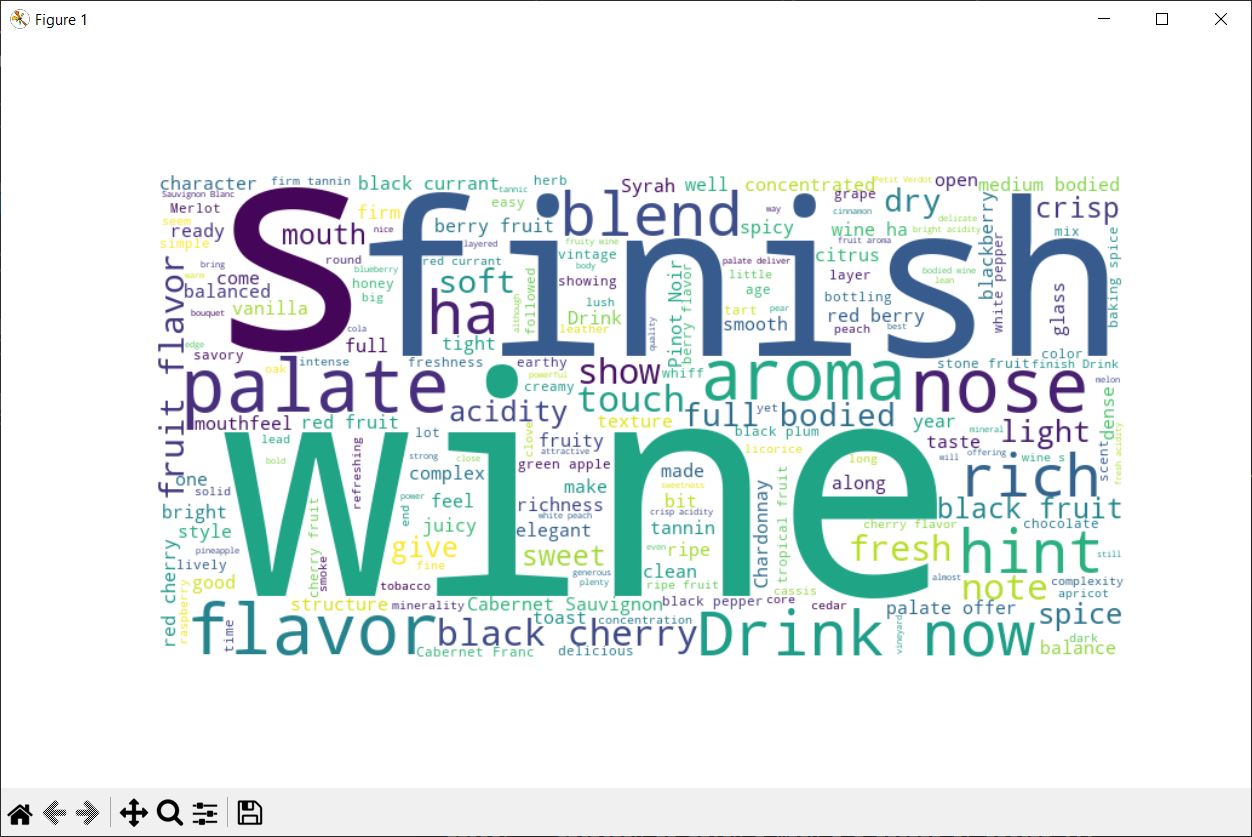 Figure 1
character
firm tannin
black currant
tannic
herb
Syrah
well
concentrated
Petit Verdot
open
medium bodied
Sauvignon Blanc
easy
way
grape
delicate
Merlot
firm
S
finish
blend
cinnamon
dry
blackberry
crisp
seem
nice
berry fruit
spicy
wine ha
bright acidity
mix
ready
mouth
layered
fruity wine
fruit aroma
simple
round
red currant
vintage
citrus
white pepper
baking spice
bring
blueberry
body
palate deliver
layer
bodied wine
warm
come
honey
soft
showing
little
lean
balanced
big
although
followed
lush
Pinot Noir
berry flavor
age
bottling
glass
bouquet
vanilla
ha
Drink
tart
pear
red berry
cola
leather
quality
smooth
peach
best
edge
full
tight
color
fruit flavor
savory
intense
freshness
earthy
show
whiff
aroma
stone fruit
finish Drink
oak
palate
powerful
creamy
touch
nose
melon
acidity
full bodied
yet
dense
mouthfeel
red fruit
texture
year
lead
lot
clove
fruity
black plum
mineral
light
attractive
taste
wine
refreshing
strong
close
licorice
will
offering
wine s
fresh acidity
bold
green apple
long
one
complex
made
along
rich
scent
solid
power
make
sweetness
bright
end
feel
richness
bit
black fruit
style
cherry fruit
juicy
white peach
crisp acidity
Chardonnay
tropical fruit
cherry flavor
chocolate
elegant
tannin
pineapple
give
even
ripe
fresh
hint
still
lively
smoke
fine
sweet
clean
red cherry
good
tobacco
generous
plenty
ripe fruit
cassis
almost
note
complexity
apricot
raspberry
structure
minerality
Cabernet Sauvignon
black pepper
core
cedar
palate offer
spice
time
flavor
toast
concentration
black cherry
Drink now
vineyard
dark
Cabernet Franc
delicious
balance